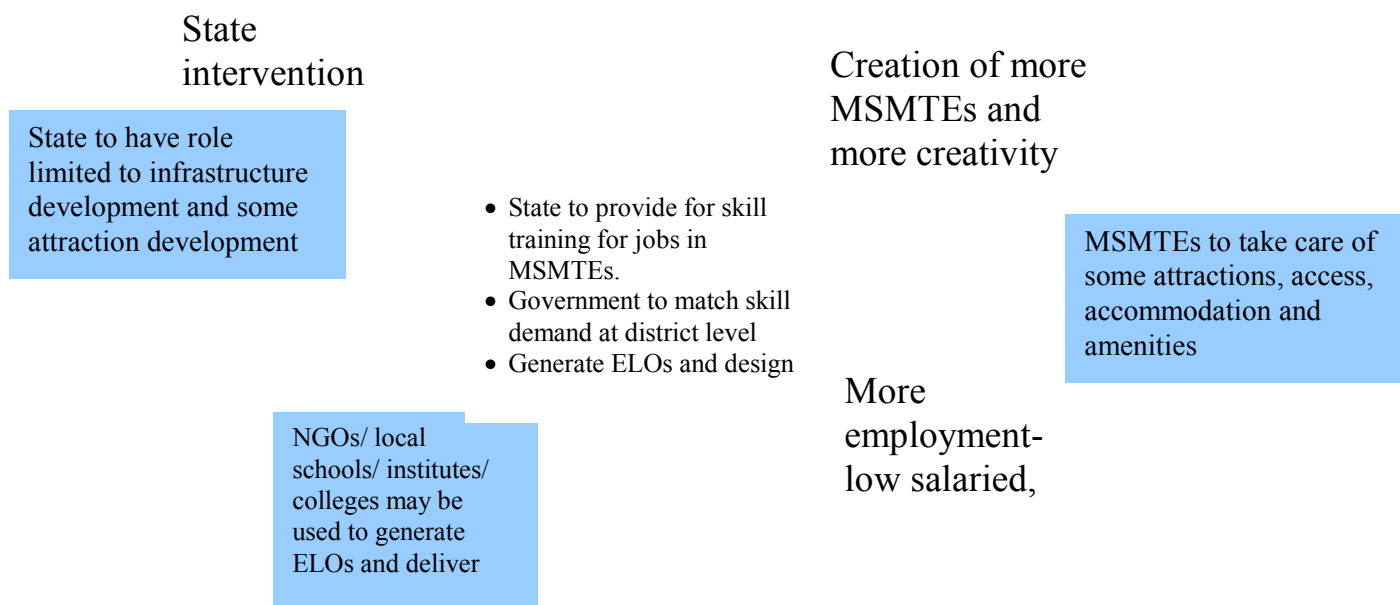 State
intervention
State to have role
limited to infrastructure
development and some
attraction development
• State to provide for skill
training for jobs in
MSMTEs.
• Government to match skill
demand at district level
• Generate ELOs and design
NGOs/ local
schools/ institutes/
colleges may be
used to generate
ELOs and deliver
Creation of more
MSMTEs and
more creativity
MSMTEs to take care of
some attractions, access,
accommodation and
amenities
More
employment-
low salaried,